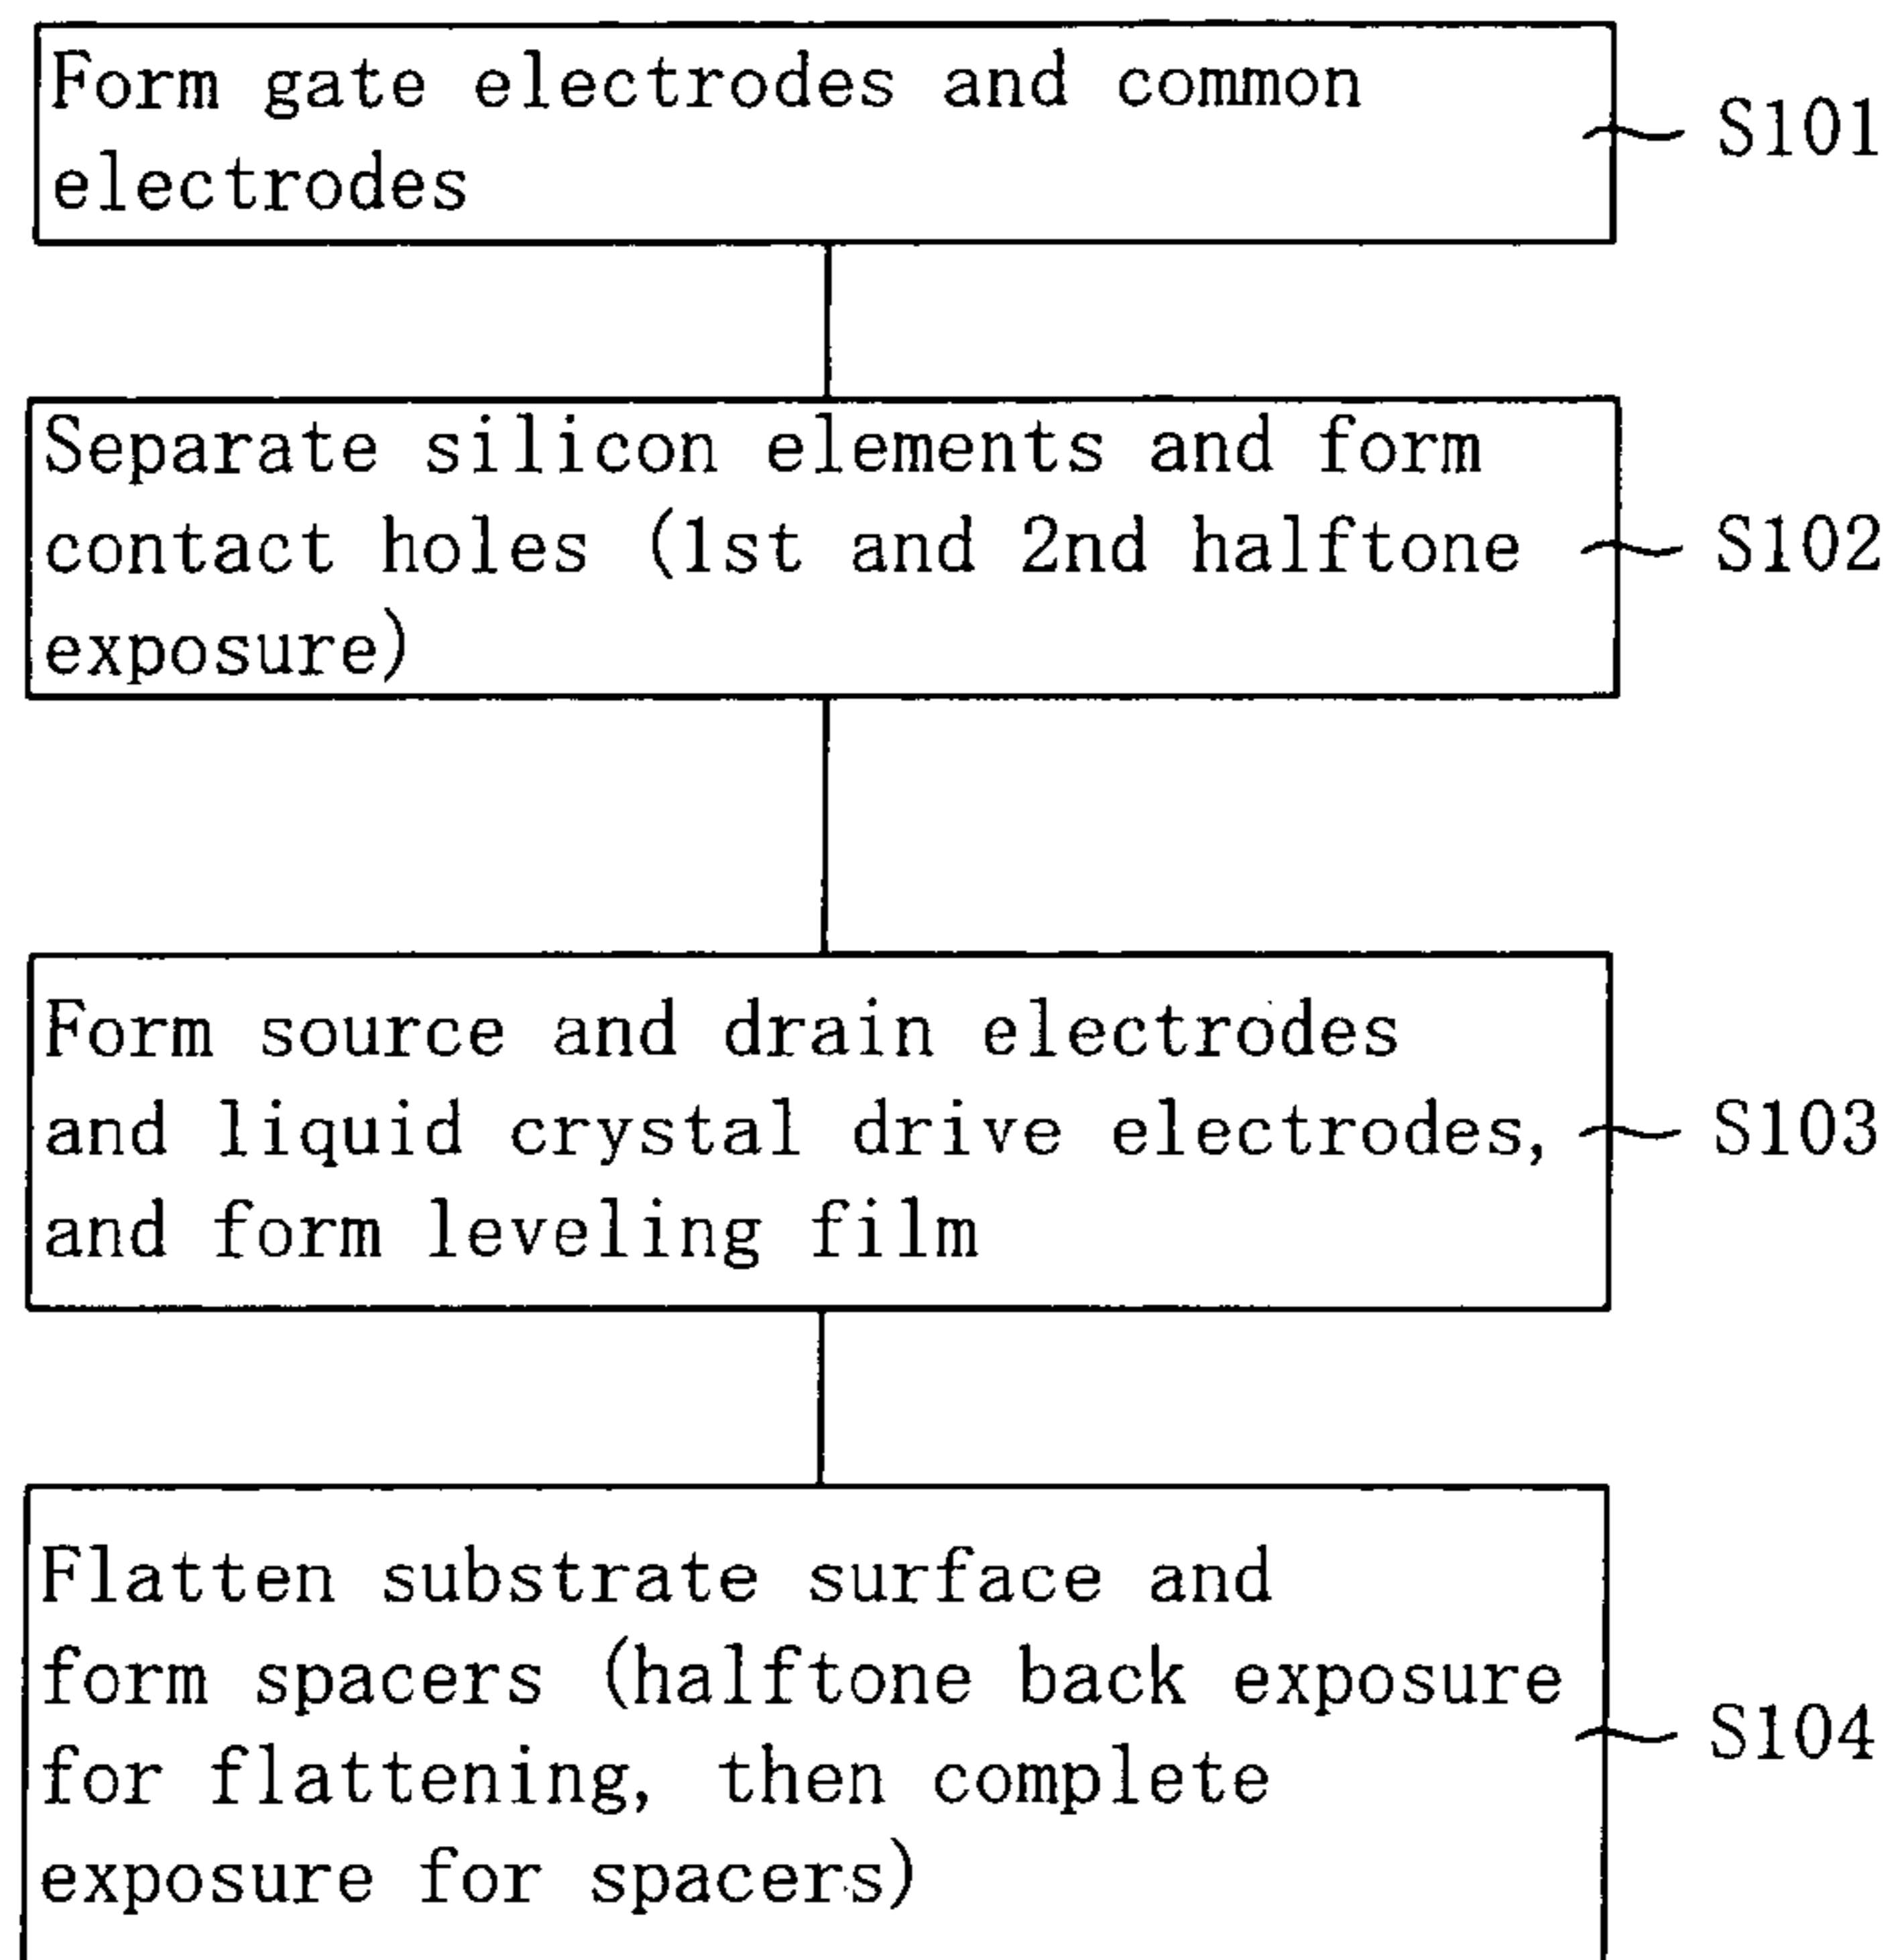 Form gate electrodes and common
electrodes
S101
Separate silicon elements and form
contact holes (1st and 2nd halftone
exposure)
S102
Form source and drain electrodes
and liquid crystal drive electrodes,
and form leveling film
S103
Flatten substrate surface and
form spacers (halftone back exposure
for flattening, then complete
exposure for spacers)
S104